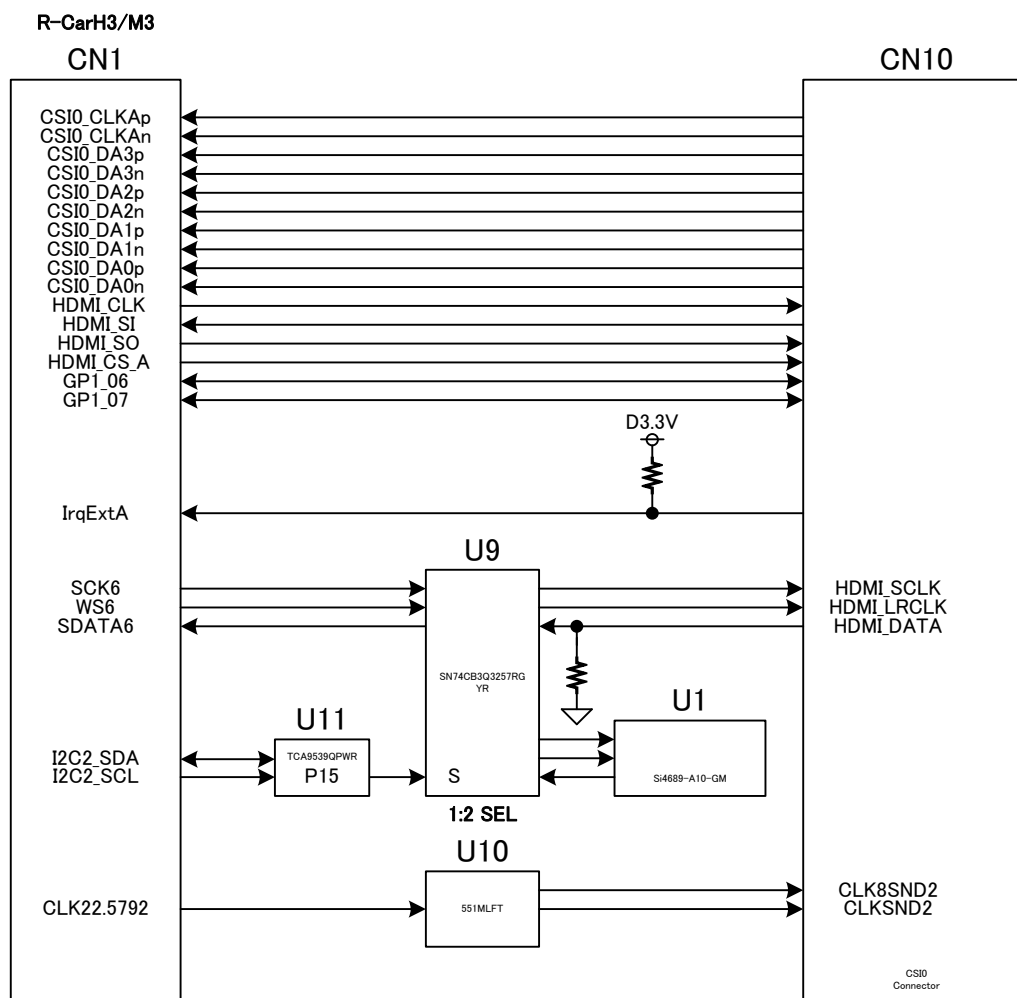 R-CarH3/M3
CN1
CN10
CSI0_CLKAp
CSI0_CLKAn
CSI0_DA3p
CSI0_DA3n
CSI0_DA2p
CSI0_DA2n
CSI0_DA1p
CSI0_DA1n
CSI0_DA0p
CSI0_DA0n
HDMI_CLK
HDMI_SI
HDMI_SO
HDMI_CS_A
GP1_06
GP1_07
D3.3V
IrqExtA
U9
SCK6
HDMI_SCLK
WS6
HDMI_LRCLK
SDATA6
HDMI_DATA
SN74CB3Q3257RG
YR
U11
U1
I2C2_SDA
TCA9539QPWR
I2C2_SCL
P15
S
Si4689-A10-GM
1:2 SEL
U10
CLK8SND2
CLK22.5792
551MLFT
CLKSND2
CSI0
Connector